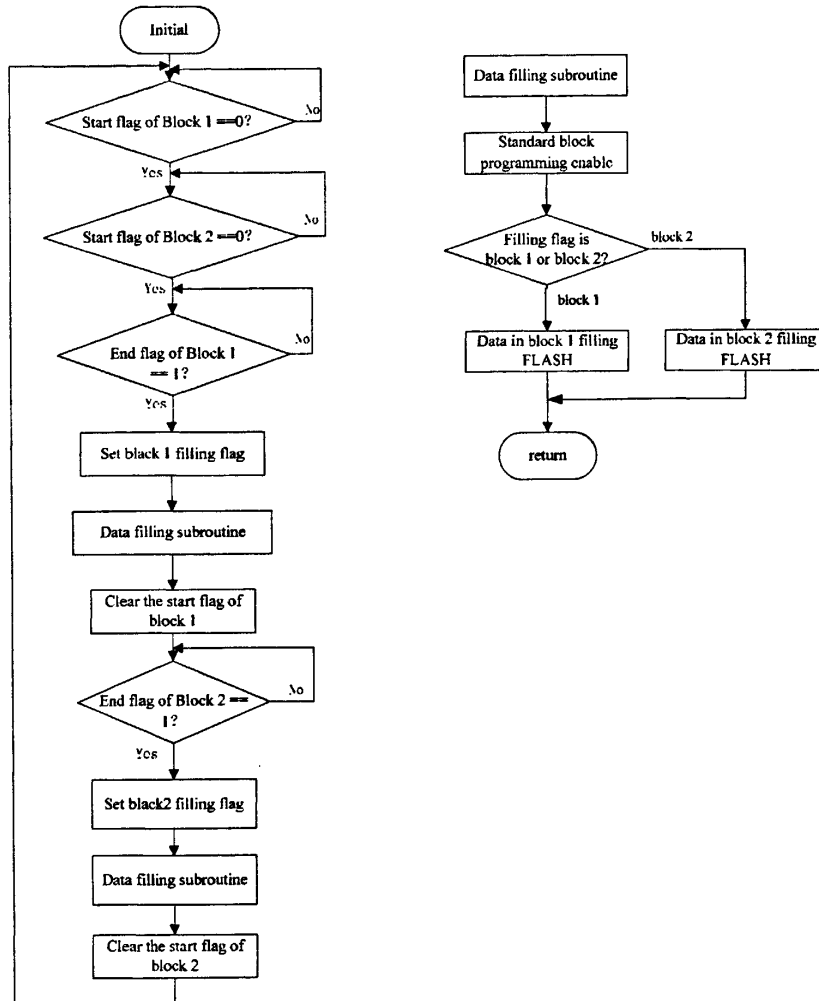 Initial
No
Start flag of Block 1 ==0?
Yes
No
Start flag of Block 2 ==0?
Yes
No
End flag of Block 1
== 1?
Yes
Set black 1 filling flag
Data filling subroutine
Clear the start flag of
block 1
No
End flag of Block 2 ==
1?
Yes
Set black2 filling flag
Data filling subroutine
Clear the start flag of
block 2
Data filling subroutine
Standard block
programming enable
Filling flag is
block 1 or block 2?
block 2
block 1
Data in block 1 filling
FLASH
Data in block 2 filling
FLASH
return